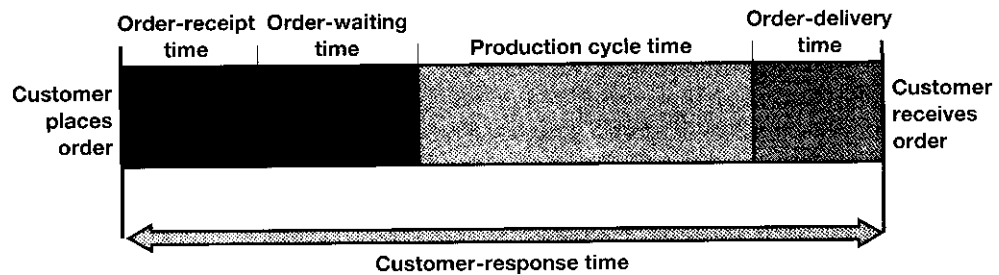 Order-receipt time
Order-waiting time
Production cycle time
Order-delivery time
Customer places order
Customer receives order
Customer-response time